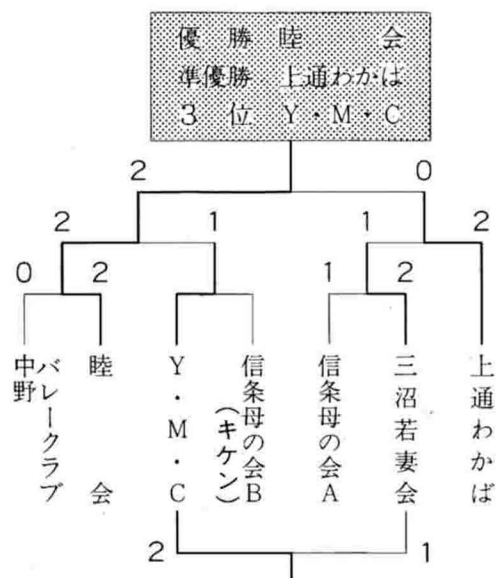 優勝 睦会
準優勝 上通わかば
3位 Y・M・C
2 0
2 1 1 2
0 2 1 2
中野バレークラブ
睦会
Y・M・C
信条母の会B
(キケン)
信条母の会A
三沼若妻会
上通わかば
2 1